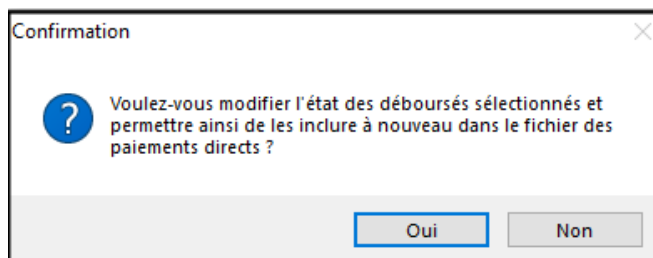 Confirmation
Voulez-vous modifier l'état des déboursés sélectionnés et
permettre ainsi de les inclure à nouveau dans le fichier des
paiements directs ?
Oui
Non